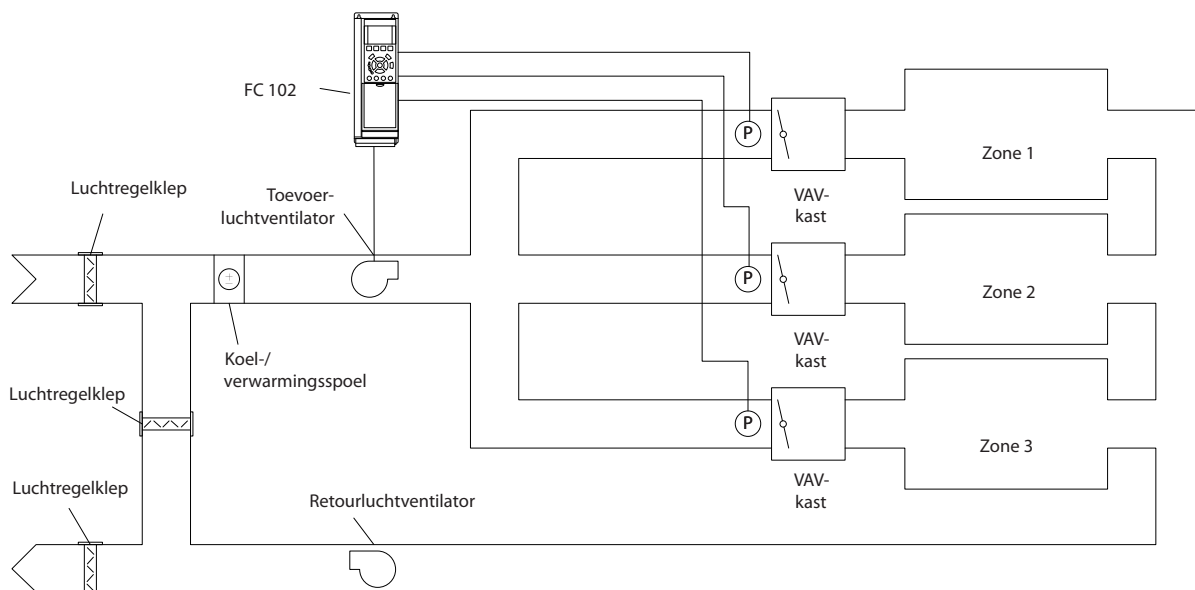 FC 102
P
Zone 1
VAV-
kast
Luchtregelklep
Toevoer-
luchtventilator
P
Zone 2
VAV-
kast
Koel-/
verwarmingsspoel
Luchtregelklep
P
Zone 3
VAV-
kast
Luchtregelklep
Retourluchtventilator